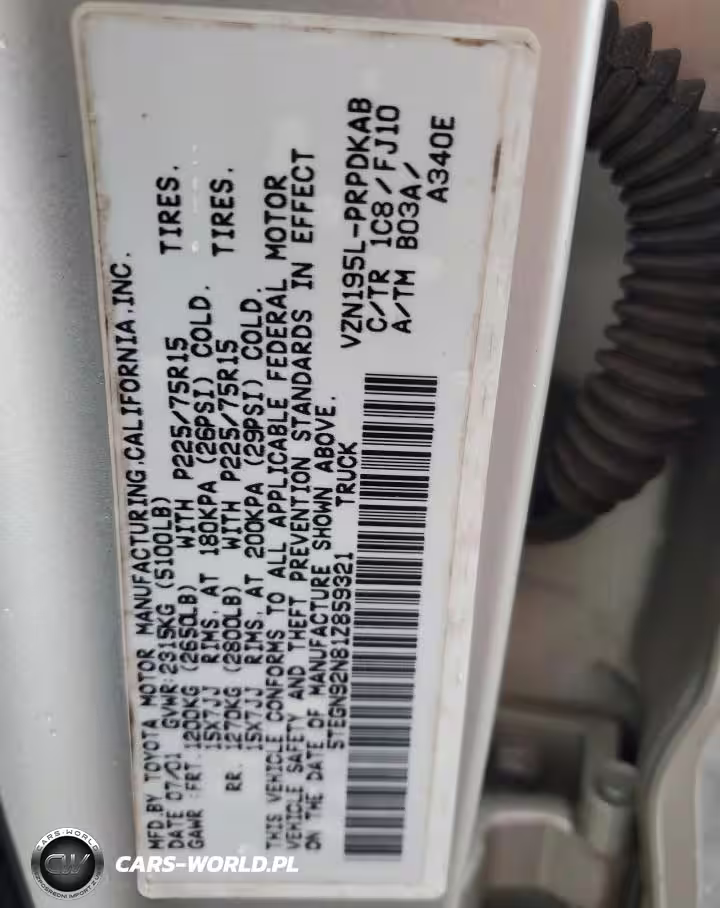 MFD.BY TOYOTA MOTOR MANUFACTURING,CALIFORNIA,INC.
DATE 07/01 GVWR:2315KG (5100LB)
GAWR :FRT.1200KG (2650LB) WITH P225/75R15 TIRES.
15X7JJ RIMS. AT 180KPA (26PSI) COLD.
RR. 1270KG (2800LB) WITH P225/75R15 TIRES.
15X7JJ RIMS. AT 200KPA (29PSI) COLD.
THIS VEHICLE CONFORMS TO ALL APPLICABLE FEDERAL MOTOR
VEHICLE SAFETY AND THEFT PREVENTION STANDARDS IN EFFECT
ON THE DATE OF MANUFACTURE SHOWN ABOVE.
5TEGN92N81Z859321 TRUCK
VZN195L-PRPDKAB
C/TR 1C8/FJ10
A/TM B03A/
A340E
CARS-WORLD
CW
CARS-WORLD.PL